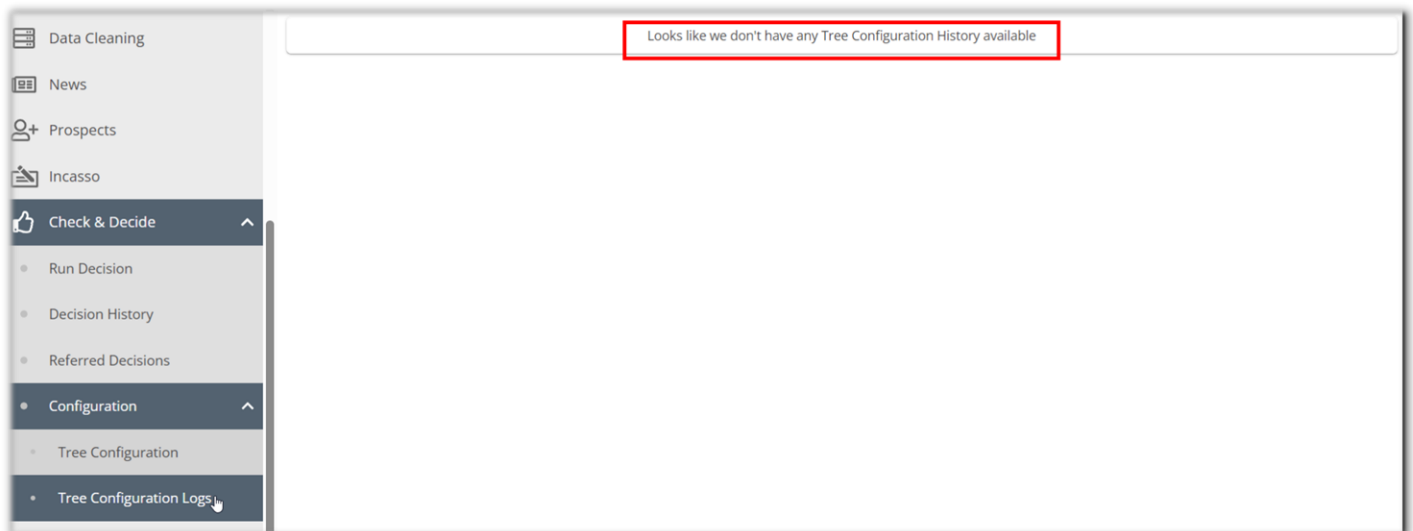 Data Cleaning
Looks like we don't have any Tree Configuration History available
News
Prospects
Incasso
Check & Decide
Run Decision
Decision History
Referred Decisions
Configuration
Tree Configuration
Tree Configuration Logs